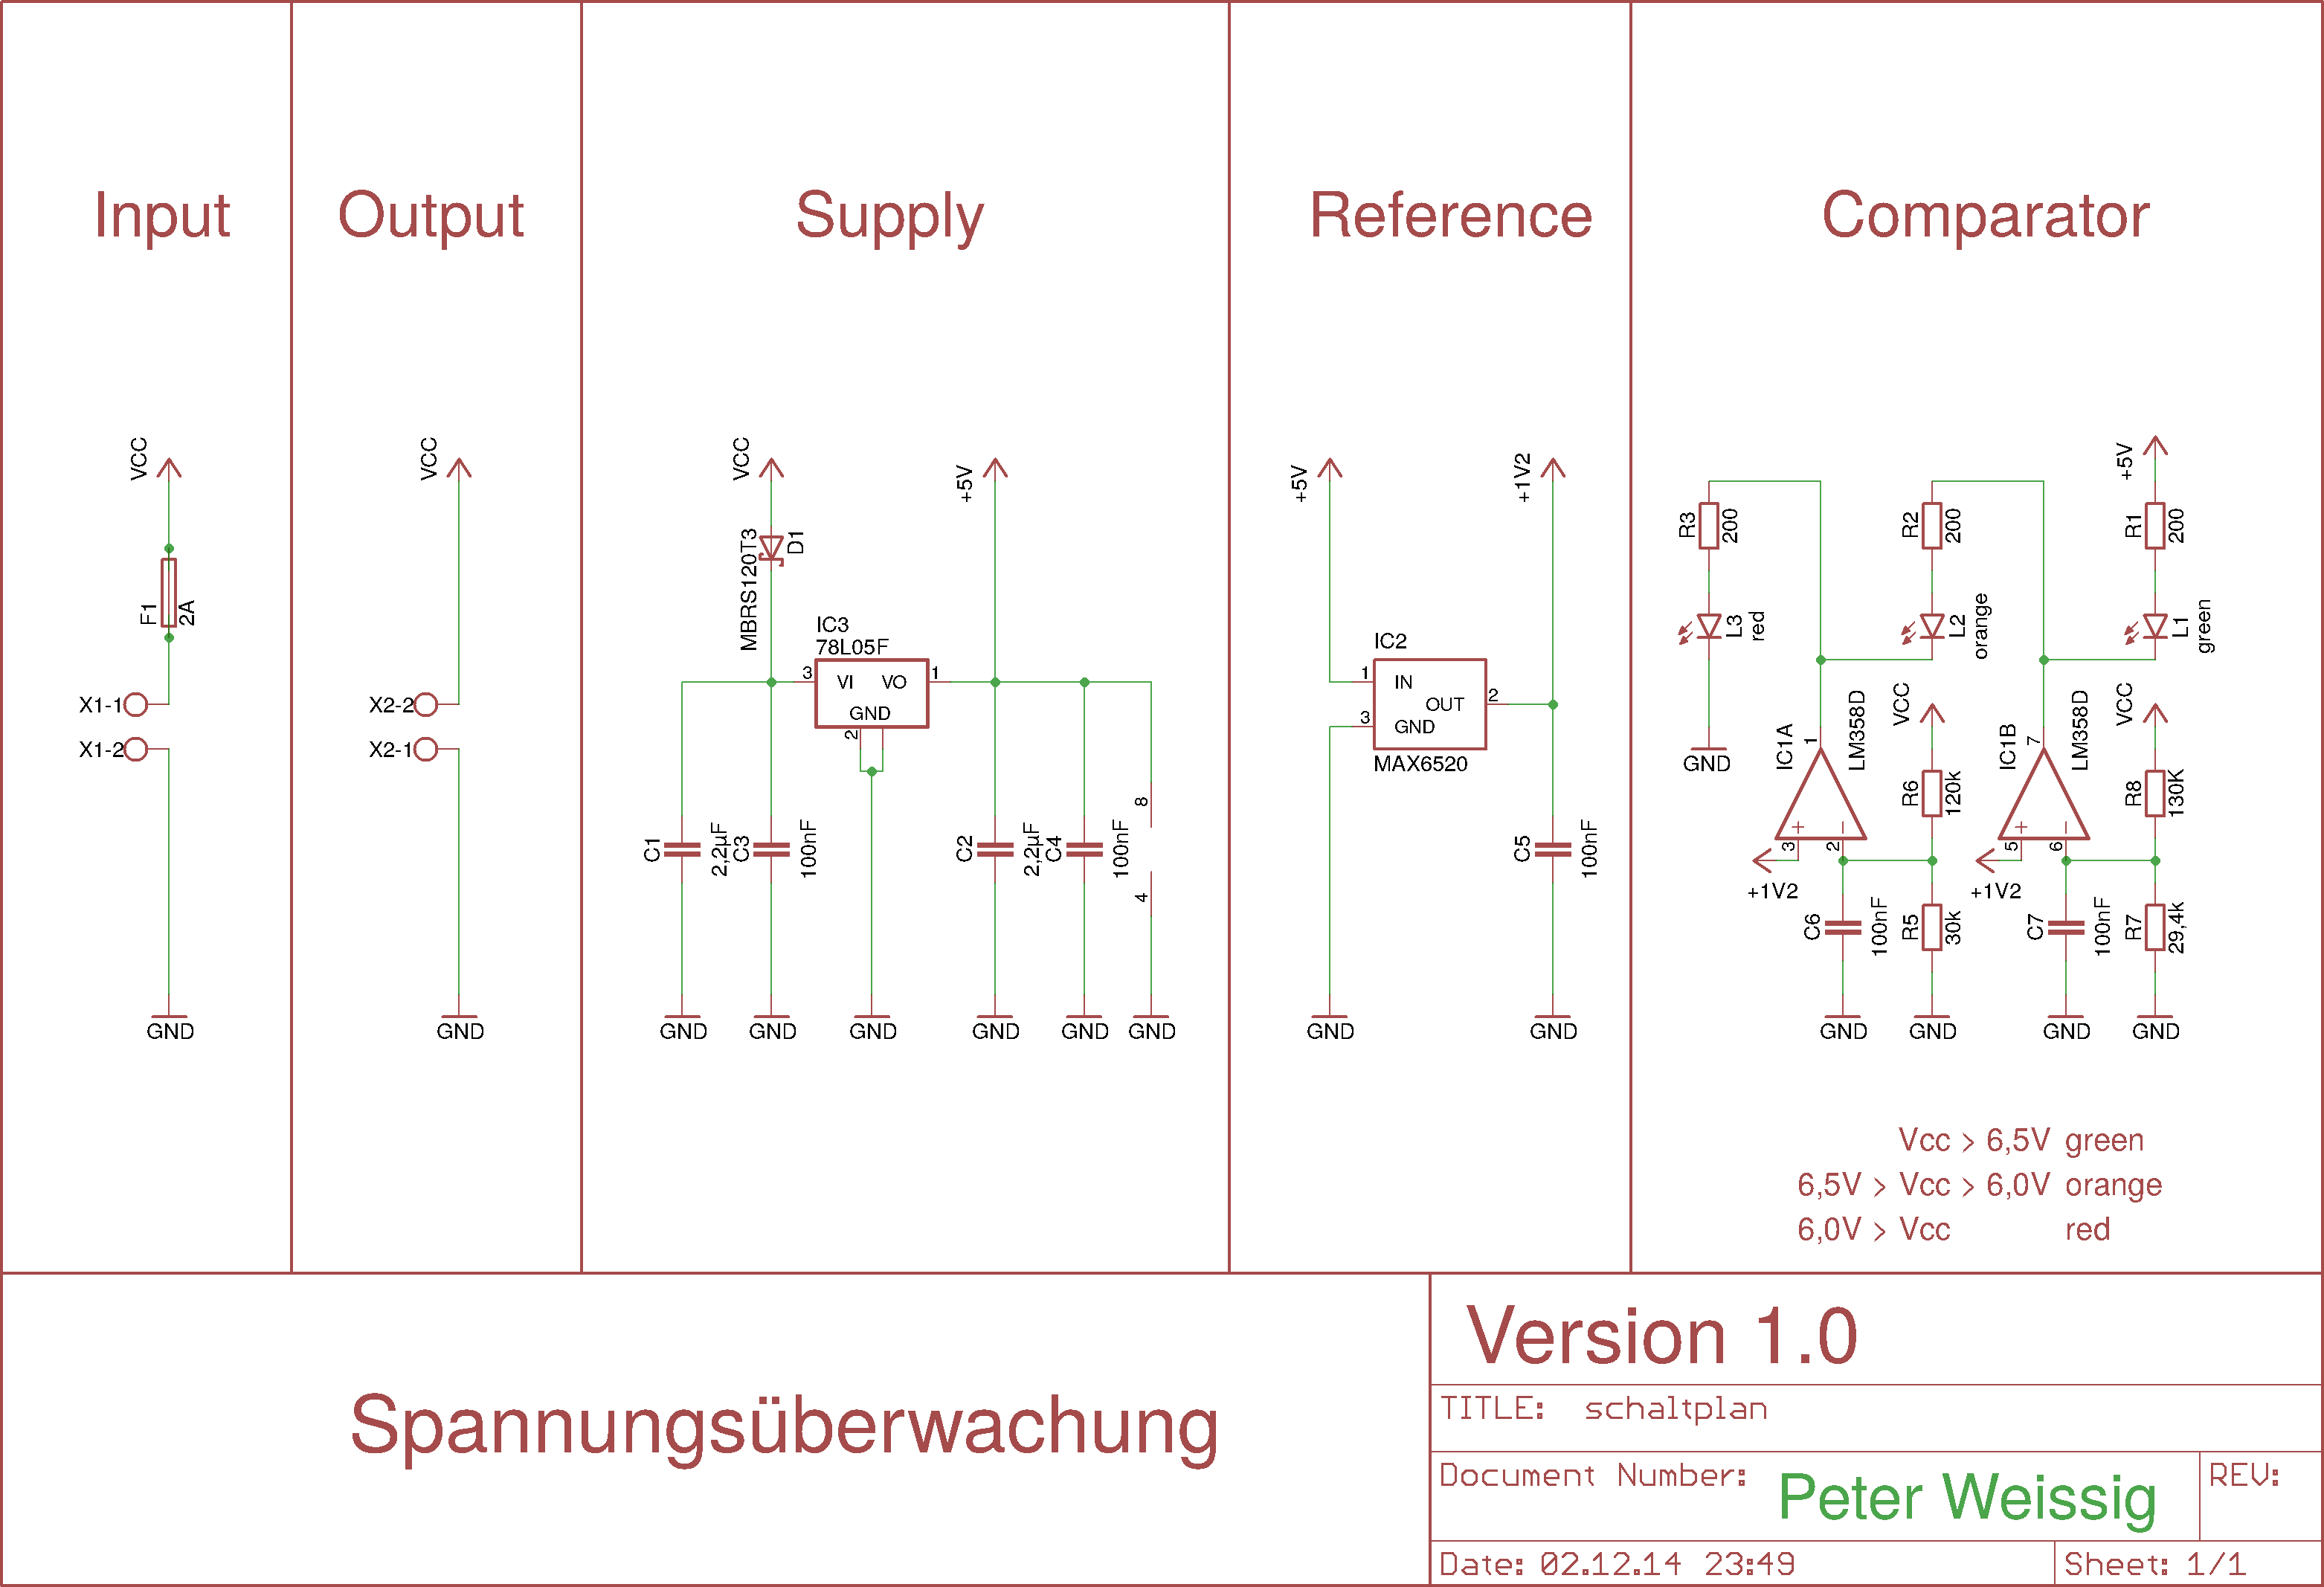 Input
Output
Supply
Reference
Comparator
VCC
F1
2A
X1-1
X1-2
GND
VCC
X2-2
X2-1
GND
VCC
MBRS120T3
D1
+5V
IC3
78L05F
3
VI
VO
1
GND
2
C1
2,2µF
C3
100nF
C2
2,2µF
C4
100nF
8
4
GND
GND
GND
GND
GND
GND
+5V
+1V2
IC2
1
IN
OUT
2
3
GND
MAX6520
C5
100nF
GND
GND
+5V
R3
200
R2
200
R1
200
L3
red
L2
orange
L1
green
GND
IC1A
1
LM358D
VCC
R6
120k
IC1B
7
LM358D
VCC
R8
130K
+
–
3
2
+1V2
+
–
5
6
+1V2
C6
100nF
R5
30k
C7
100nF
R7
29,4k
GND
GND
GND
GND
Vcc > 6,5V green
6,5V > Vcc > 6,0V orange
6,0V > Vcc red
Spannungsüberwachung
Version 1.0
TITLE: schaltplan
Document Number: Peter Weissig
REV:
Date: 02.12.14 23:49
Sheet: 1/1